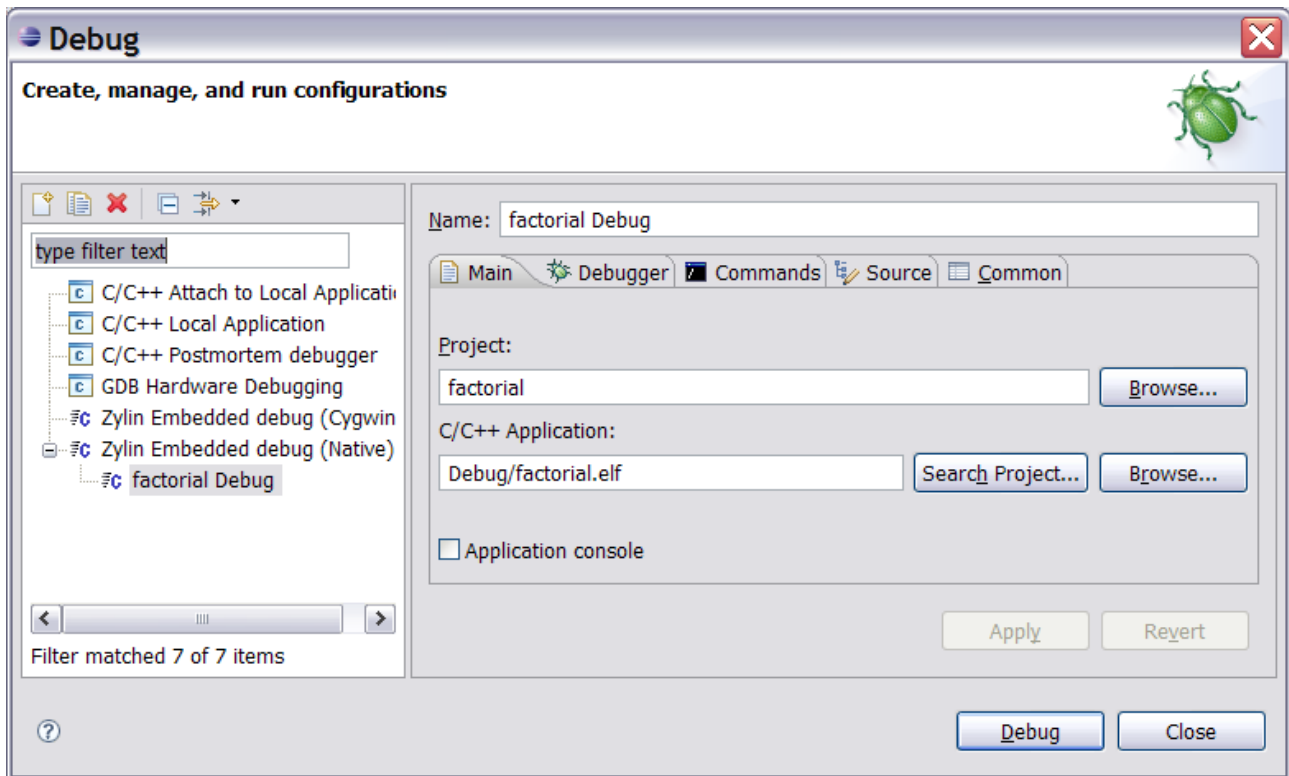 Debug
Create, manage, and run configurations
type filter text
C/C++ Attach to Local Applicati
C/C++ Local Application
C/C++ Postmortem debugger
GDB Hardware Debugging
Zylin Embedded debug (Cygwin
Zylin Embedded debug (Native)
factorial Debug
Filter matched 7 of 7 items
Name: factorial Debug
Main Debugger Commands Source Common
Project:
factorial Browse...
C/C++ Application:
Debug/factorial.elf Search Project... Browse...
Application console
Apply Revert
Debug Close